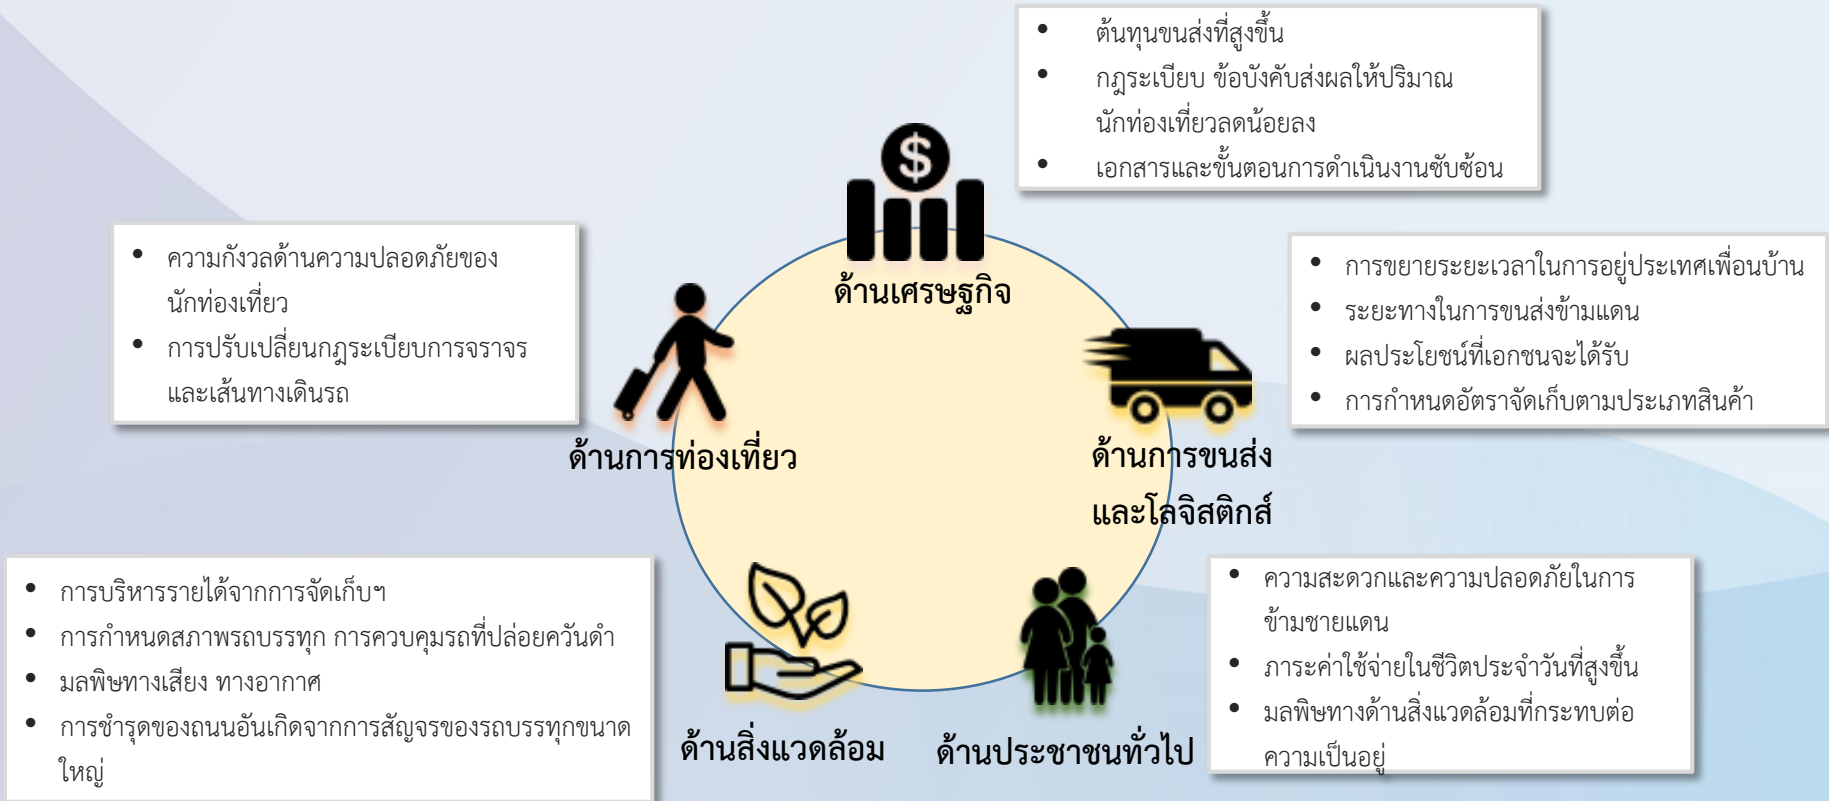 • ต้นทุนขนส่งที่สูงขึ้น
• กฎระเบียบ ข้อบังคับส่งผลให้ปริมาณ
นักท่องเที่ยวลดน้อยลง
• เอกสารและขั้นตอนการดำเนินงานซับซ้อน
ด้านเศรษฐกิจ
• ความกังวลด้านความปลอดภัยของ
นักท่องเที่ยว
• การปรับเปลี่ยนกฎระเบียบการจราจร
และเส้นทางเดินรถ
ด้านการท่องเที่ยว
• การขยายระยะเวลาในการอยู่ประเทศเพื่อนบ้าน
• ระยะทางในการขนส่งข้ามแดน
• ผลประโยชน์ที่เอกชนจะได้รับ
• การกำหนดอัตราจัดเก็บตามประเภทสินค้า
ด้านการขนส่ง
และโลจิสติกส์
• การบริหารรายได้จากการจัดเก็บฯ
• การกำหนดสภาพรถบรรทุก การควบคุมรถที่ปล่อยควันดำ
• มลพิษทางเสียง ทางอากาศ
• การชำรุดของถนนอันเกิดจากการสัญจรของรถบรรทุกขนาด
ใหญ่
ด้านสิ่งแวดล้อม
• ความสะดวกและความปลอดภัยในการ
ข้ามชายแดน
• ภาระค่าใช้จ่ายในชีวิตประจำวันที่สูงขึ้น
• มลพิษทางด้านสิ่งแวดล้อมที่กระทบต่อ
ความเป็นอยู่
ด้านประชาชนทั่วไป